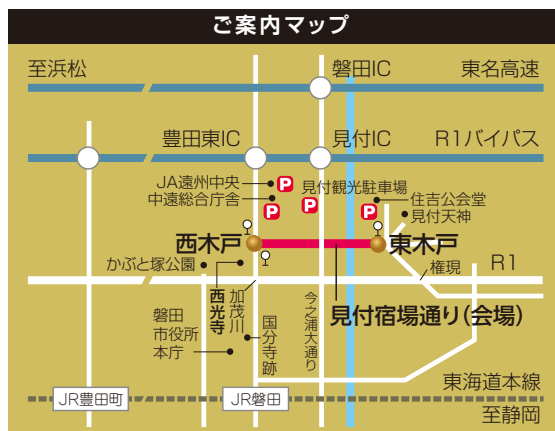 ご案内マップ
至浜松
磐田IC
東名高速
豊田東IC
見付IC
R1バイパス
JA遠州中央
中遠総合庁舎
P
P
P
P
見付観光駐車場
住吉公会堂
見付天神
西木戸
東木戸
かぶと塚公園
権現
R1
西光寺
加茂川
国分寺跡
今之浦大通り
見付宿場通り(会場)
磐田
市役所
本庁
東海道本線
JR豊田町
JR磐田
至静岡